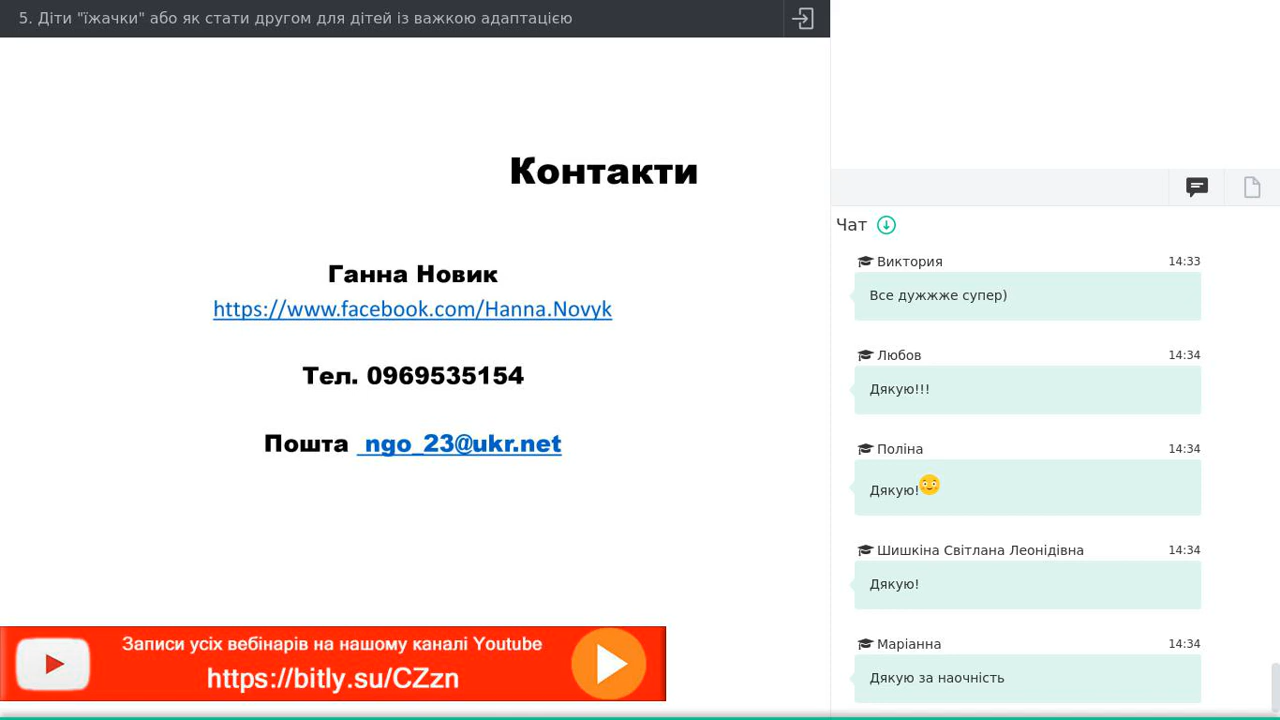 5. Діти "їжачки" або як стати другом для дітей із важкою адаптацією
Контакти
Ганна Новик
https://www.facebook.com/Hanna.Novyk
Тел. 0969535154
Пошта ngo_23@ukr.net
Записи усіх вебінарів на нашому каналі Youtube
https://bitly.su/CZzn
Чат
Виктория 14:33
Все дужжже супер)
Любов 14:34
Дякую!!!
Поліна 14:34
Дякую!
Шишкіна Світлана Леонідівна 14:34
Дякую!
Маріанна 14:34
Дякую за наочність